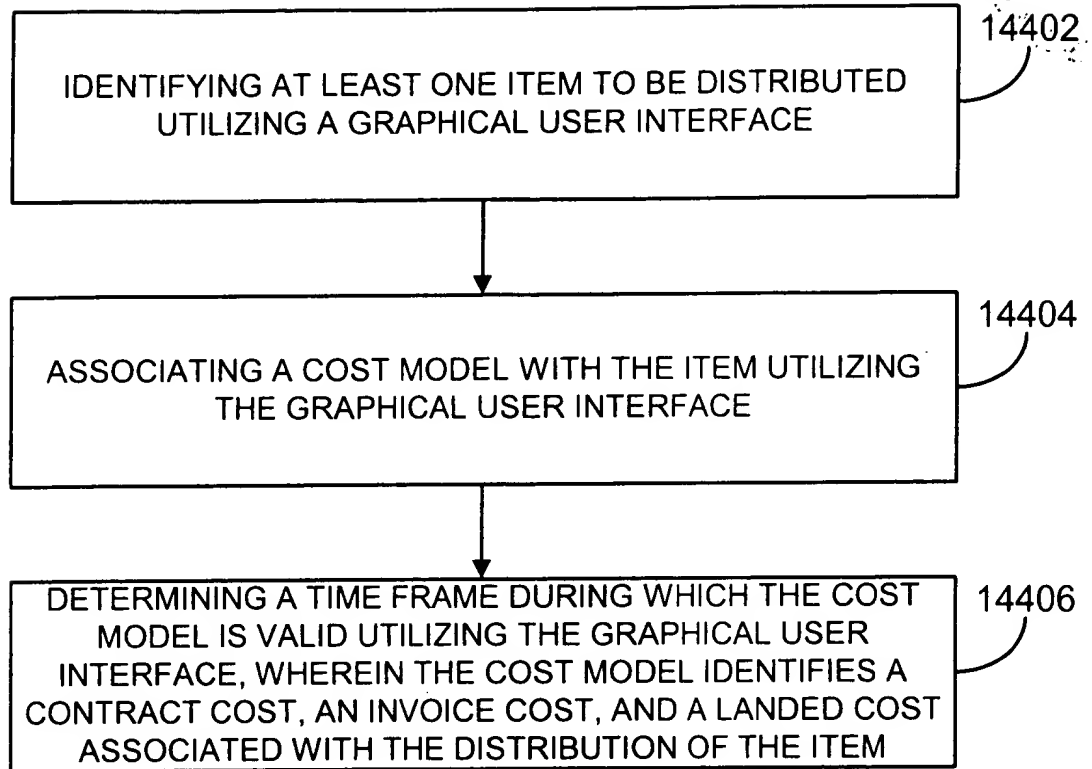 14402
IDENTIFYING AT LEAST ONE ITEM TO BE DISTRIBUTED
UTILIZING A GRAPHICAL USER INTERFACE
14404
ASSOCIATING A COST MODEL WITH THE ITEM UTILIZING
THE GRAPHICAL USER INTERFACE
14406
DETERMINING A TIME FRAME DURING WHICH THE COST
MODEL IS VALID UTILIZING THE GRAPHICAL USER
INTERFACE, WHEREIN THE COST MODEL IDENTIFIES A
CONTRACT COST, AN INVOICE COST, AND A LANDED COST
ASSOCIATED WITH THE DISTRIBUTION OF THE ITEM